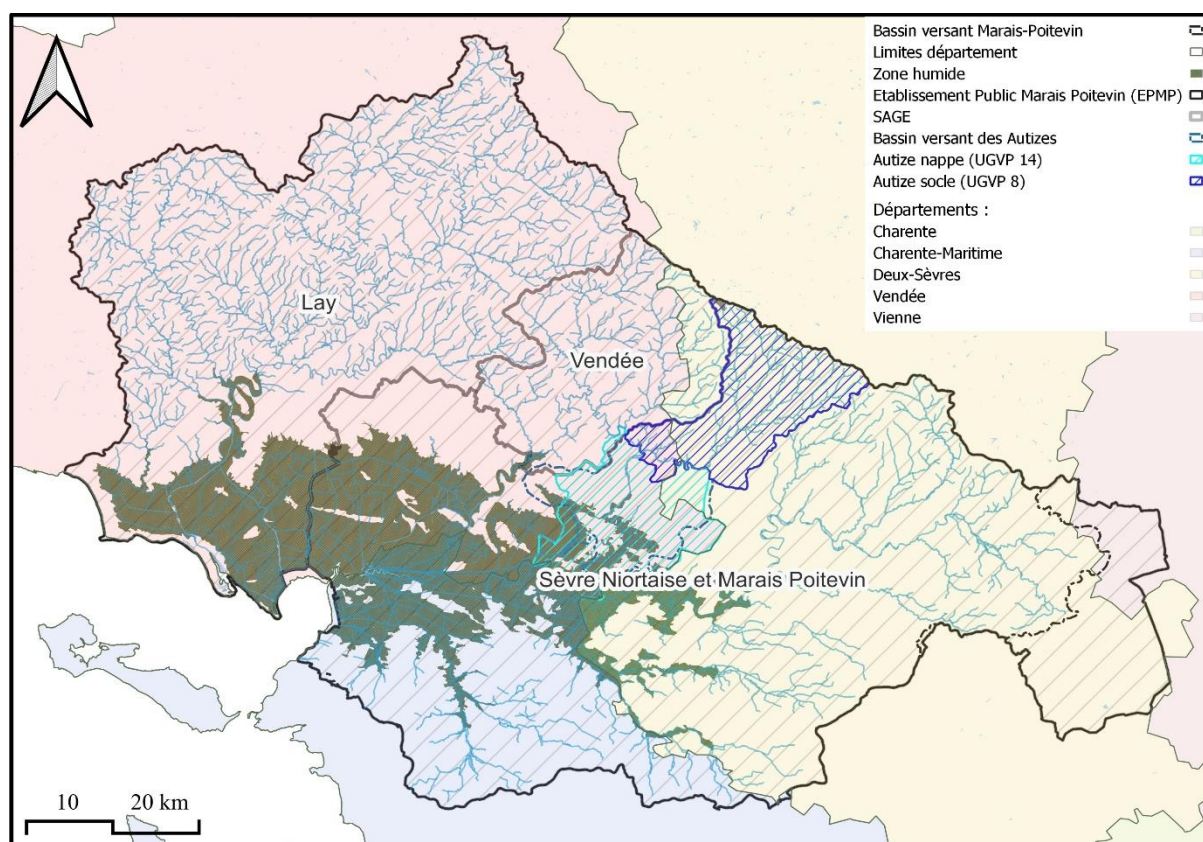 Bassin versant Marais-Poitevin
Limites département
Zone humide
Etablissement Public Marais Poitevin (EPMP)
SAGE
Bassin versant des Autizes
Autize nappe (UGVP 14)
Autize socle (UGVP 8)
Départements :
Charente
Charente-Maritime
Deux-Sèvres
Vendée
Vienne
Lay
Vendée
Sèvre Niortaise et Marais Poitevin
10 20 km